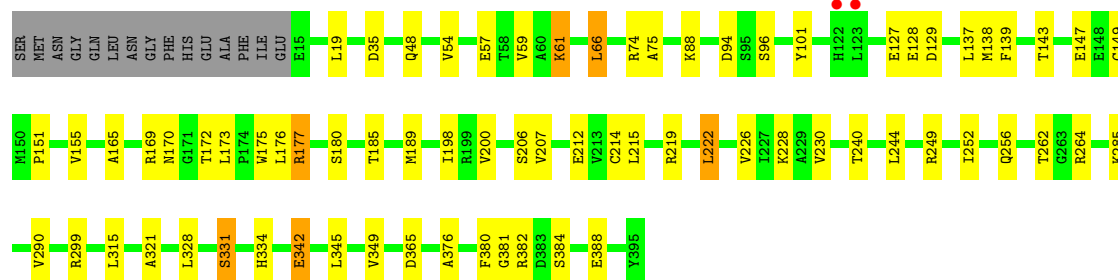 SER MET ASN GLY GLN LEU ASN GLY PHE HIS GLU ALA PHE ILE GLU E15 L19 D35 Q48 V54 E57 T58 V59 A60 K61 L66 R74 A75 K88 D94 S95 S96 Y101 H122 L123 E127 E128 D129 L137 M138 F139 T143 E147 E148
M150 P151 V155 A165 R169 N170 G171 T172 L173 P174 W175 L176 R177 S180 T185 M189 I198 R199 V200 S206 V207 E212 V213 C214 L215 R219 L222 V226 I227 K228 A229 V230 T240 L244 R249 I252 Q256 T262 G263 R264
V290 R299 L315 A321 L328 S331 H334 E342 L345 V349 D365 A376 F380 G381 R382 D383 S384 E388 Y395